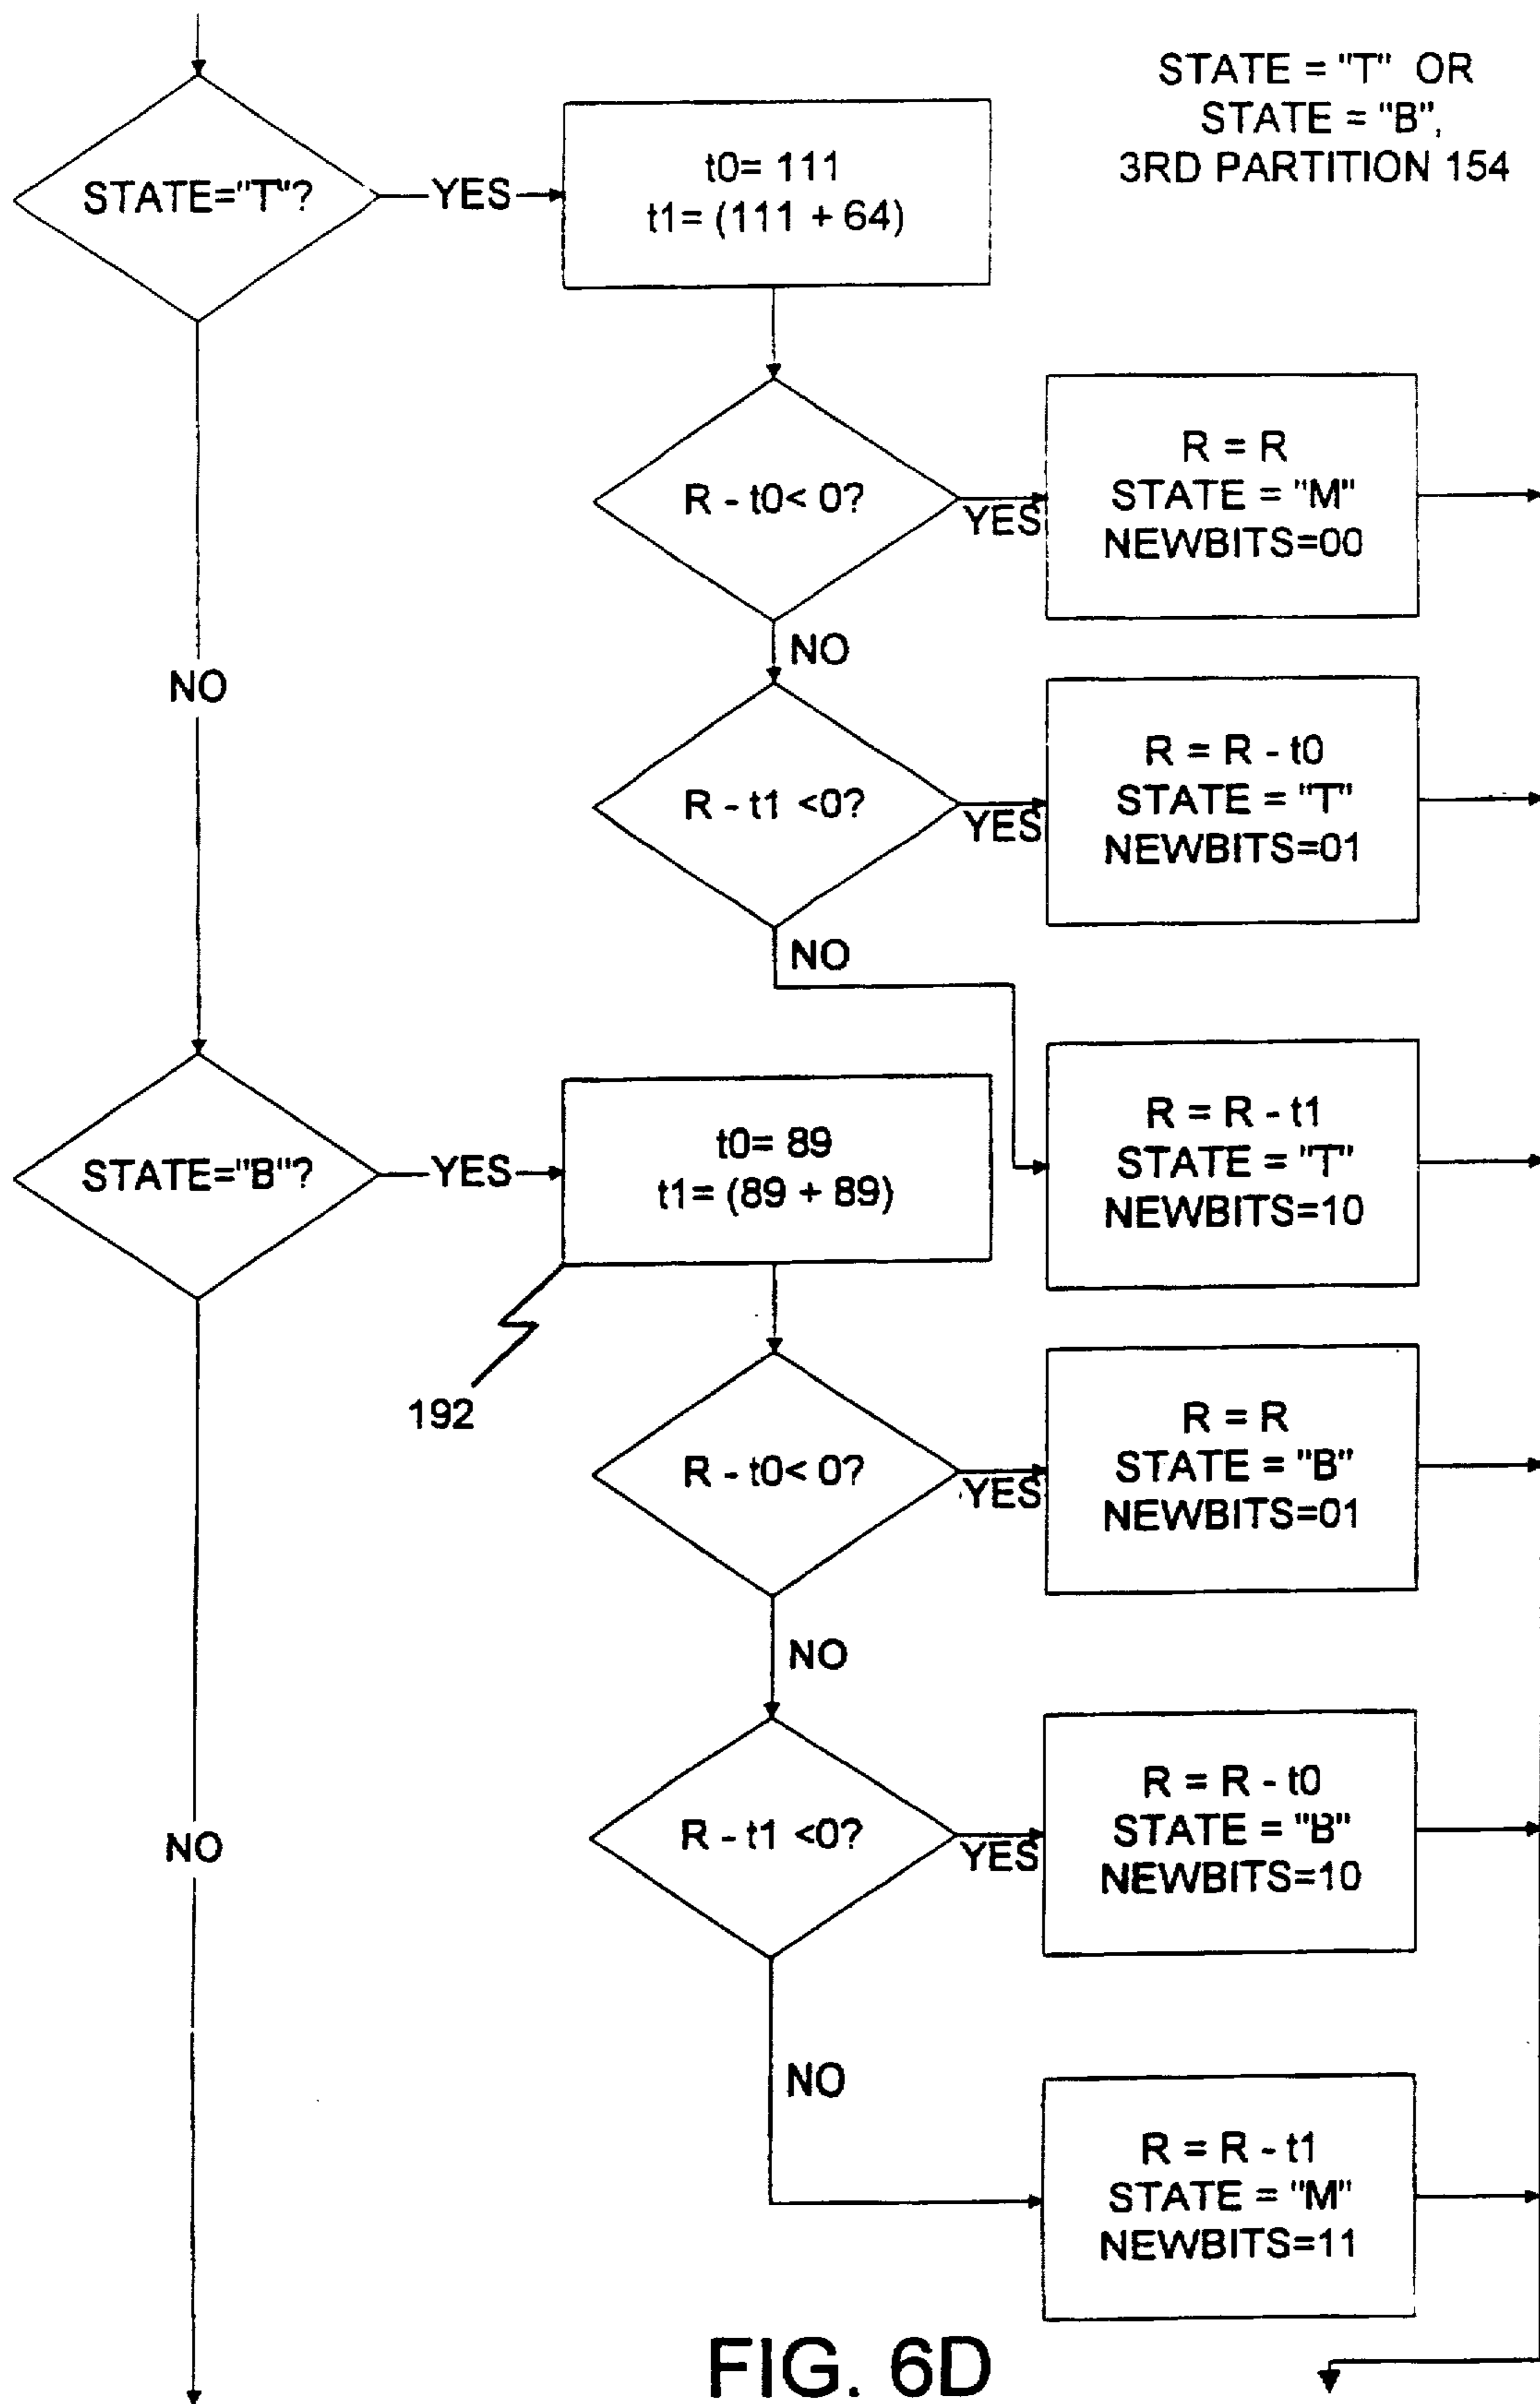 STATE = "T" OR
STATE = "B",
3RD PARTITION 154
STATE="T"?
YES
t0= 111
t1= (111 + 64)
R - t0< 0?
YES
R = R
STATE = "M"
NEWBITS=00
NO
NO
R - t1 <0?
YES
R = R - t0
STATE = "T"
NEWBITS=01
NO
R = R - t1
STATE = "T"
NEWBITS=10
STATE="B"?
YES
t0= 89
t1= (89 + 89)
192
R - t0< 0?
YES
R = R
STATE = "B"
NEWBITS=01
NO
R - t1 <0?
YES
R = R - t0
STATE = "B"
NEWBITS=10
NO
NO
R = R - t1
STATE = "M"
NEWBITS=11
FIG. 6D